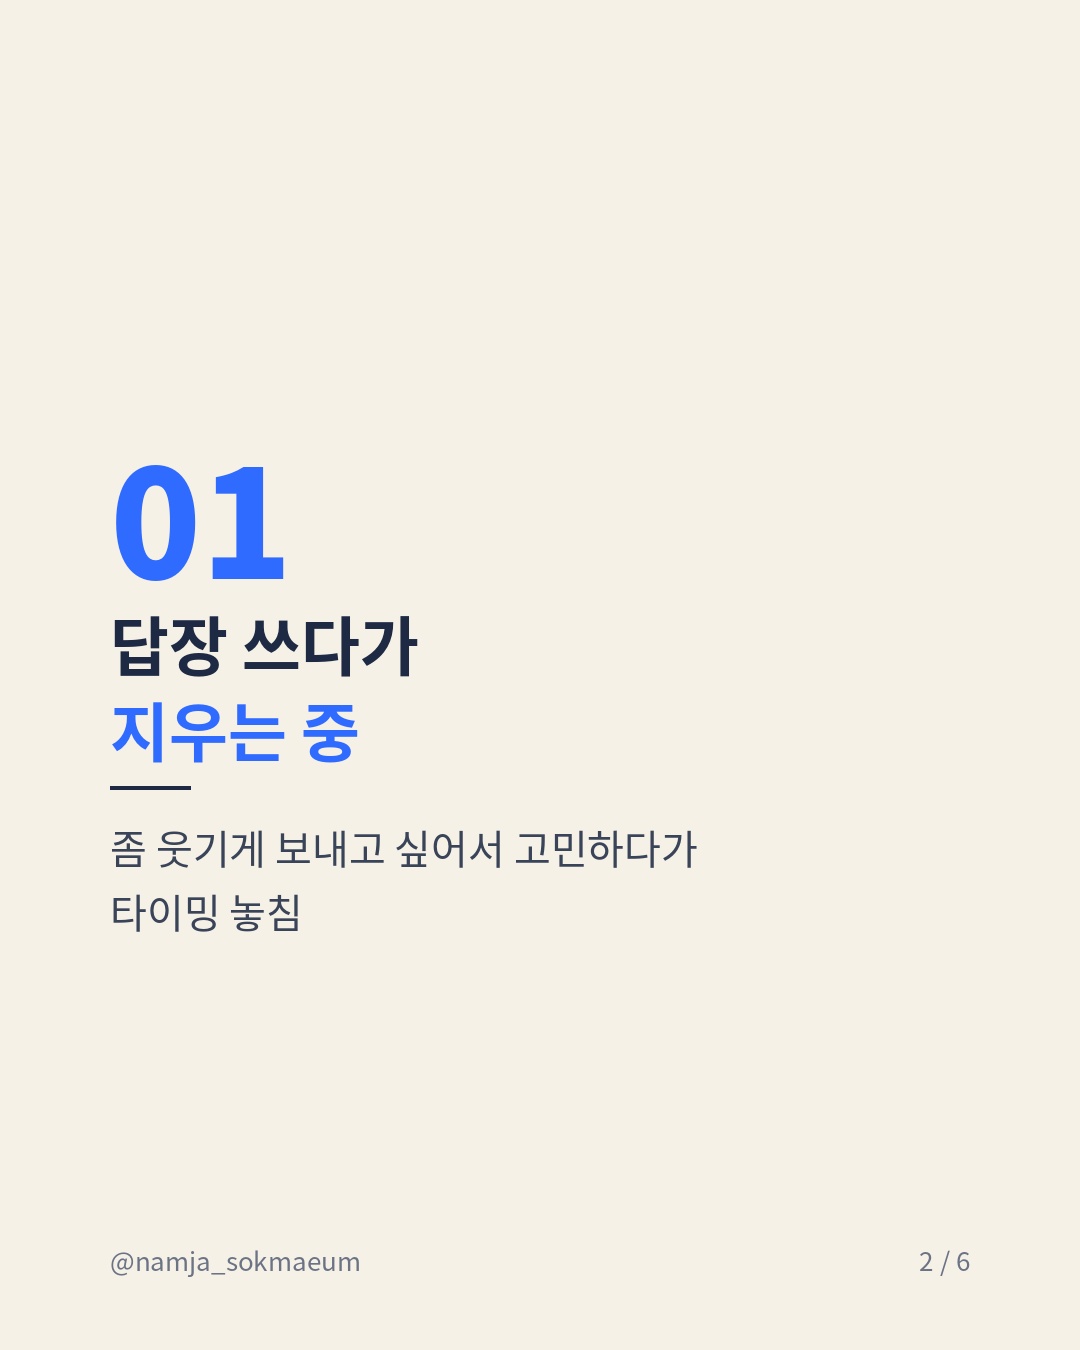 01
답장 쓰다가
지우는 중
좀 웃기게 보내고 싶어서 고민하다가
타이밍 놓침
@namja_sokmaeum
2 / 6